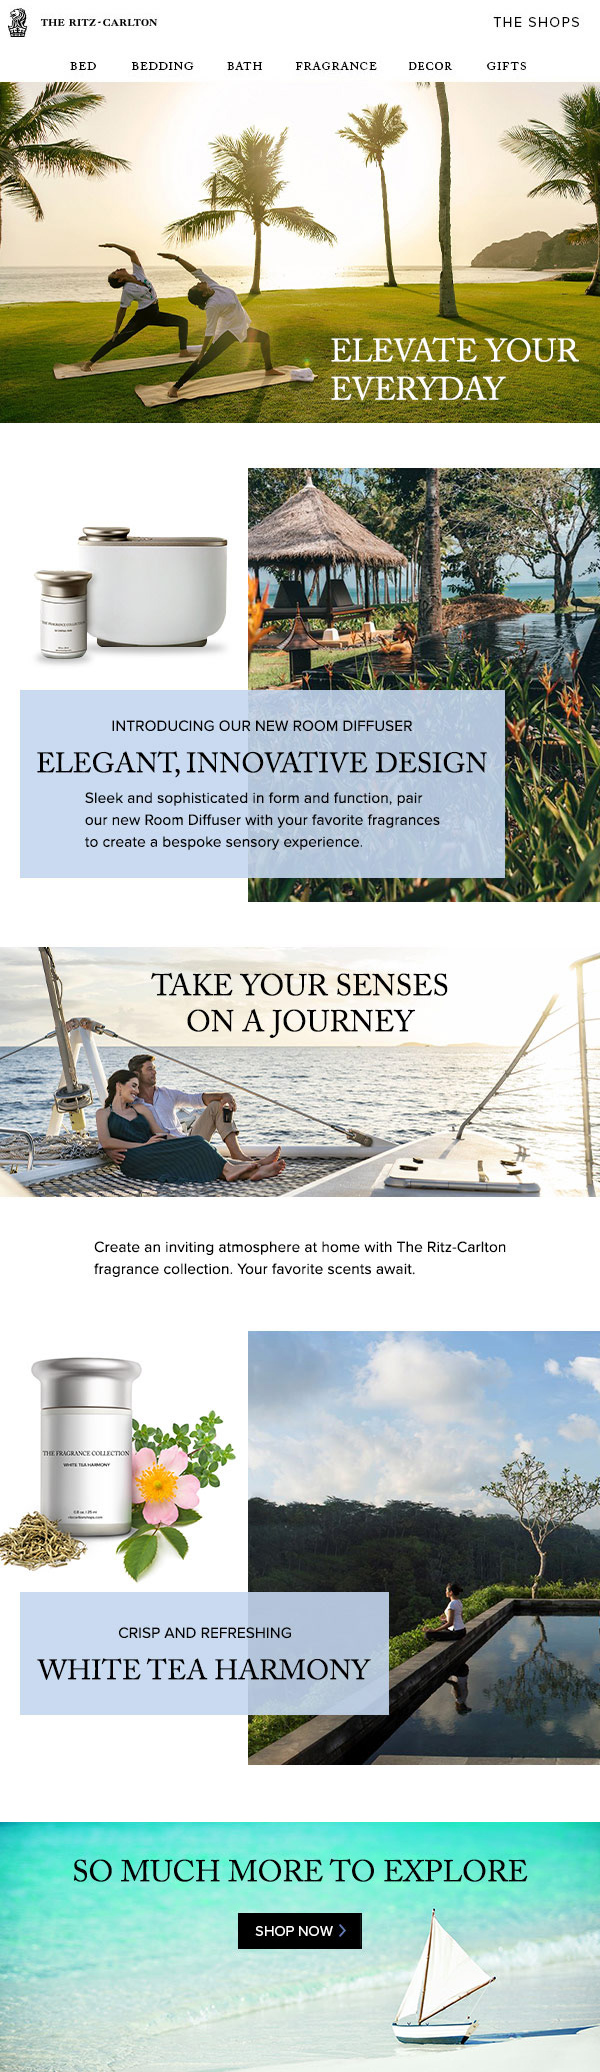 THE RITZ-CARLTON
THE SHOPS
BED BEDDING BATH FRAGRANCE DECOR GIFTS
ELEVATE YOUR
EVERYDAY
THE FRAGRANCE COLLECTION
INTRODUCING OUR NEW ROOM DIFFUSER
ELEGANT, INNOVATIVE DESIGN
Sleek and sophisticated in form and function, pair
our new Room Diffuser with your favorite fragrances
to create a bespoke sensory experience.
TAKE YOUR SENSES
ON A JOURNEY
Create an inviting atmosphere at home with The Ritz-Carlton
fragrance collection. Your favorite scents await.
THE FRAGRANCE COLLECTION
WHITE TEA HARMONY
CRISP AND REFRESHING
WHITE TEA HARMONY
SO MUCH MORE TO EXPLORE
SHOP NOW